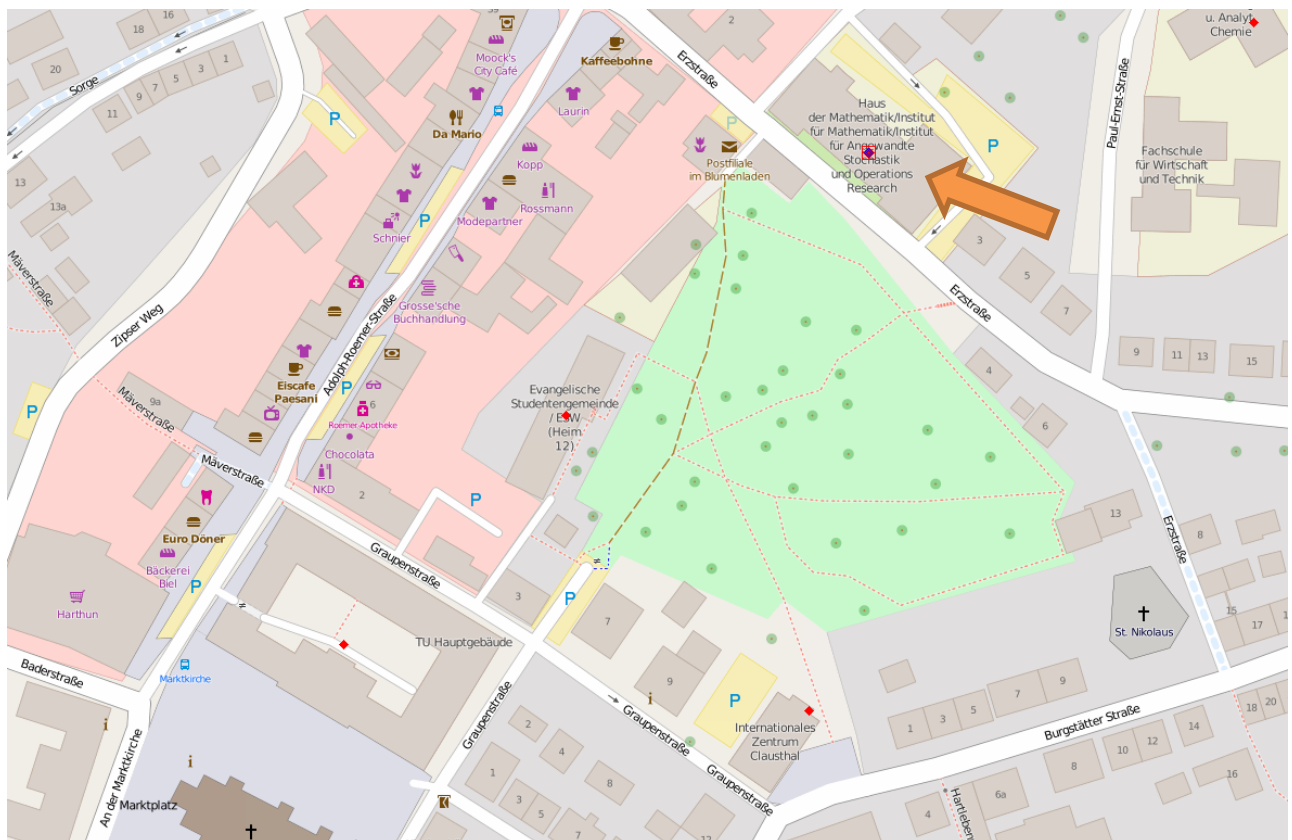 16
18
20
Sorge
11
9
7
5
3
1
13
13a
Mäverstraße
Zipser Weg
P
39
Moock's
City Café
Kaffeebohne
Laurin
Da Mario
Kopp
Rossmann
Modepartner
Schnier
P
Grosse'sche
Buchhandlung
Adolph-Roemer-Straße
2
Erzstraße
P
Postfiliale
im Blumenladen
Haus
der Mathematik/Institut
für Mathematik/Institut
für Angewandte
Stochastik
und Operations
Research
P
Paul-Ernst-Straße
u. Analyt
Chemie
Fachschule
für Wirtschaft
und Technik
3
5
7
Erzstraße
9
11
13
15
4
6
P
Mäverstraße
9a
Eiscafe
Paesani
P
6
Roemer-Apotheke
Chocolata
NKD
2
Evangelische
Studentengemeinde
/ ESW
(Heim
12)
P
Mäverstraße
Euro Döner
Bäckerei
Biel
P
Harthun
Graupenstraße
3
P
7
TU Hauptgebäude
13
Erzstraße
8
15
17
St. Nikolaus
Baderstraße
Marktkirche
An der Marktkirche
i
i
Marktplatz
Graupenstraße
9
i
P
Internationales
Zentrum
Clausthal
Graupenstraße
Graupenstraße
2
4
8
1
3
5
7
12
1
3
5
7
9
Burgstätter Straße
18
20
14
12
10
8
16
6a
4
Hartleben